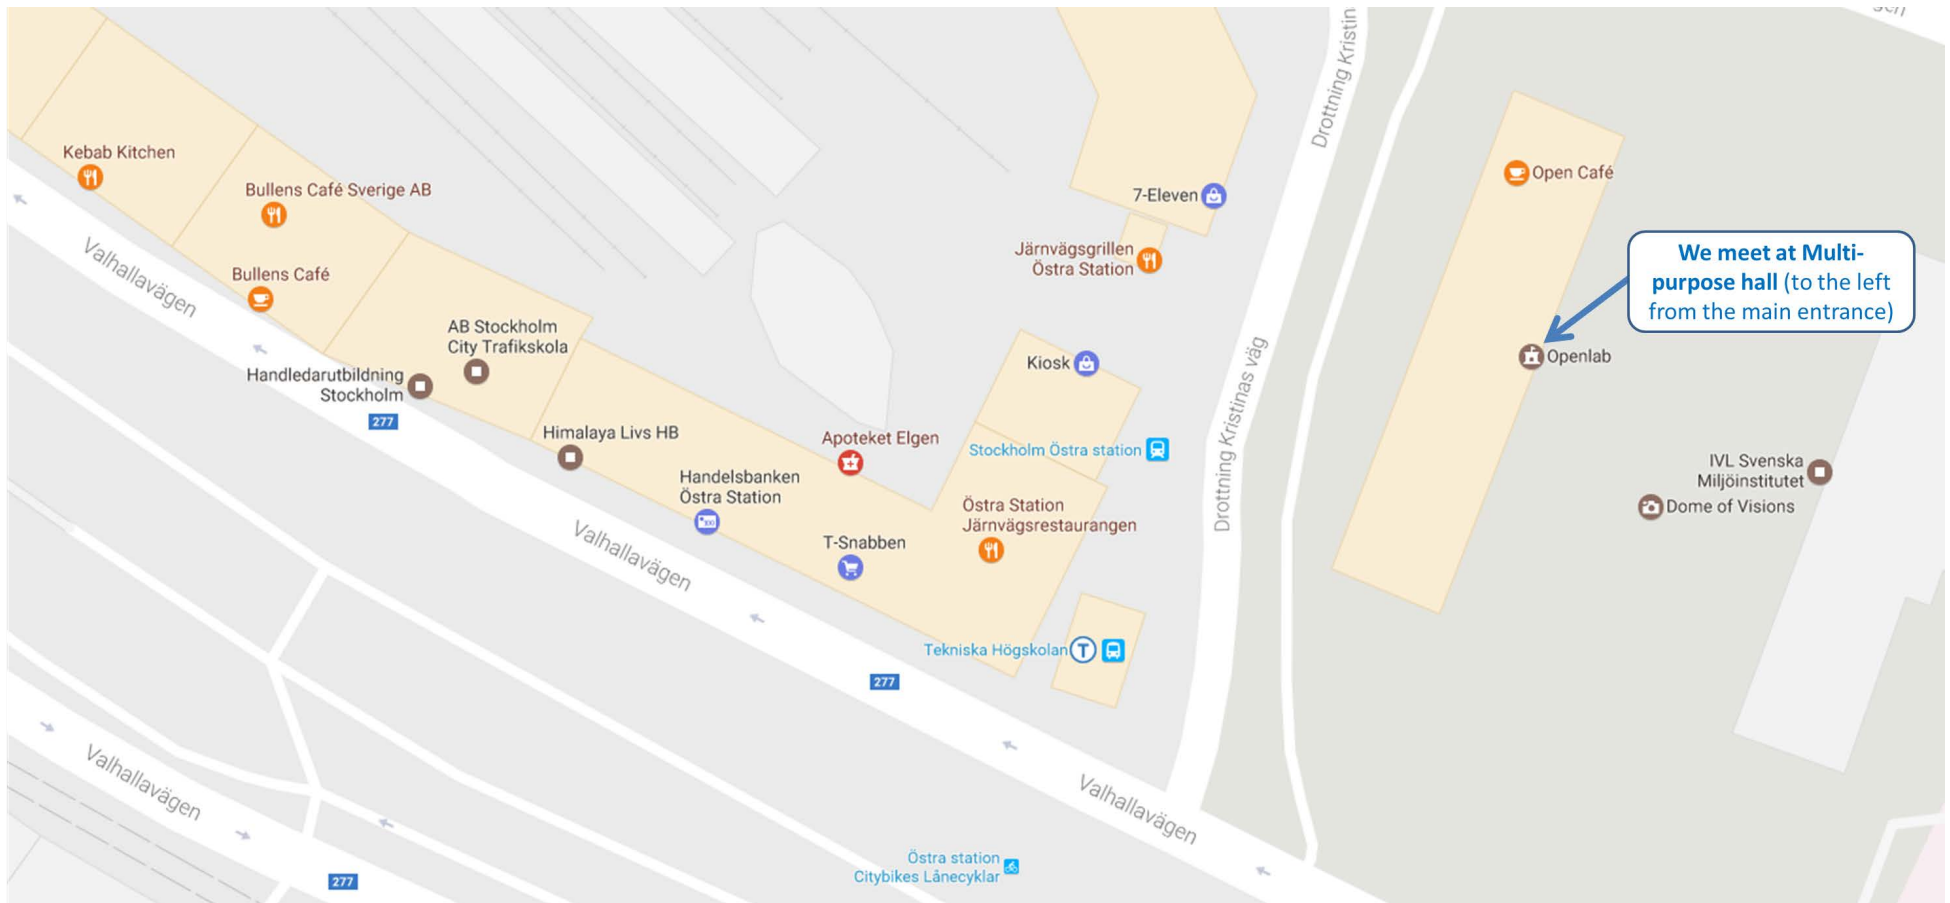 Kebab Kitchen
Bullens Café Sverige AB
Bullens Café
Valhallavägen
AB Stockholm
City Trafikskola
Handledarutbildning
Stockholm
277
Himalaya Livs HB
Handelsbanken
Östra Station
Apoteket Elgen
T-Snabben
Valhallavägen
7-Eleven
Järnvägsgrillen
Östra Station
Kiosk
Stockholm Östra station
Östra Station
Järnvägsrestaurangen
Tekniska Högskolan
T
277
Drottning Kristin
Drottning Kristinas väg
Open Café
We meet at Multi-
purpose hall (to the left
from the main entrance)
Openlab
IVL Svenska
Miljöinstitutet
Dome of Visions
Valhallavägen
Valhallavägen
277
Östra station
Citybikes Lånecyklar